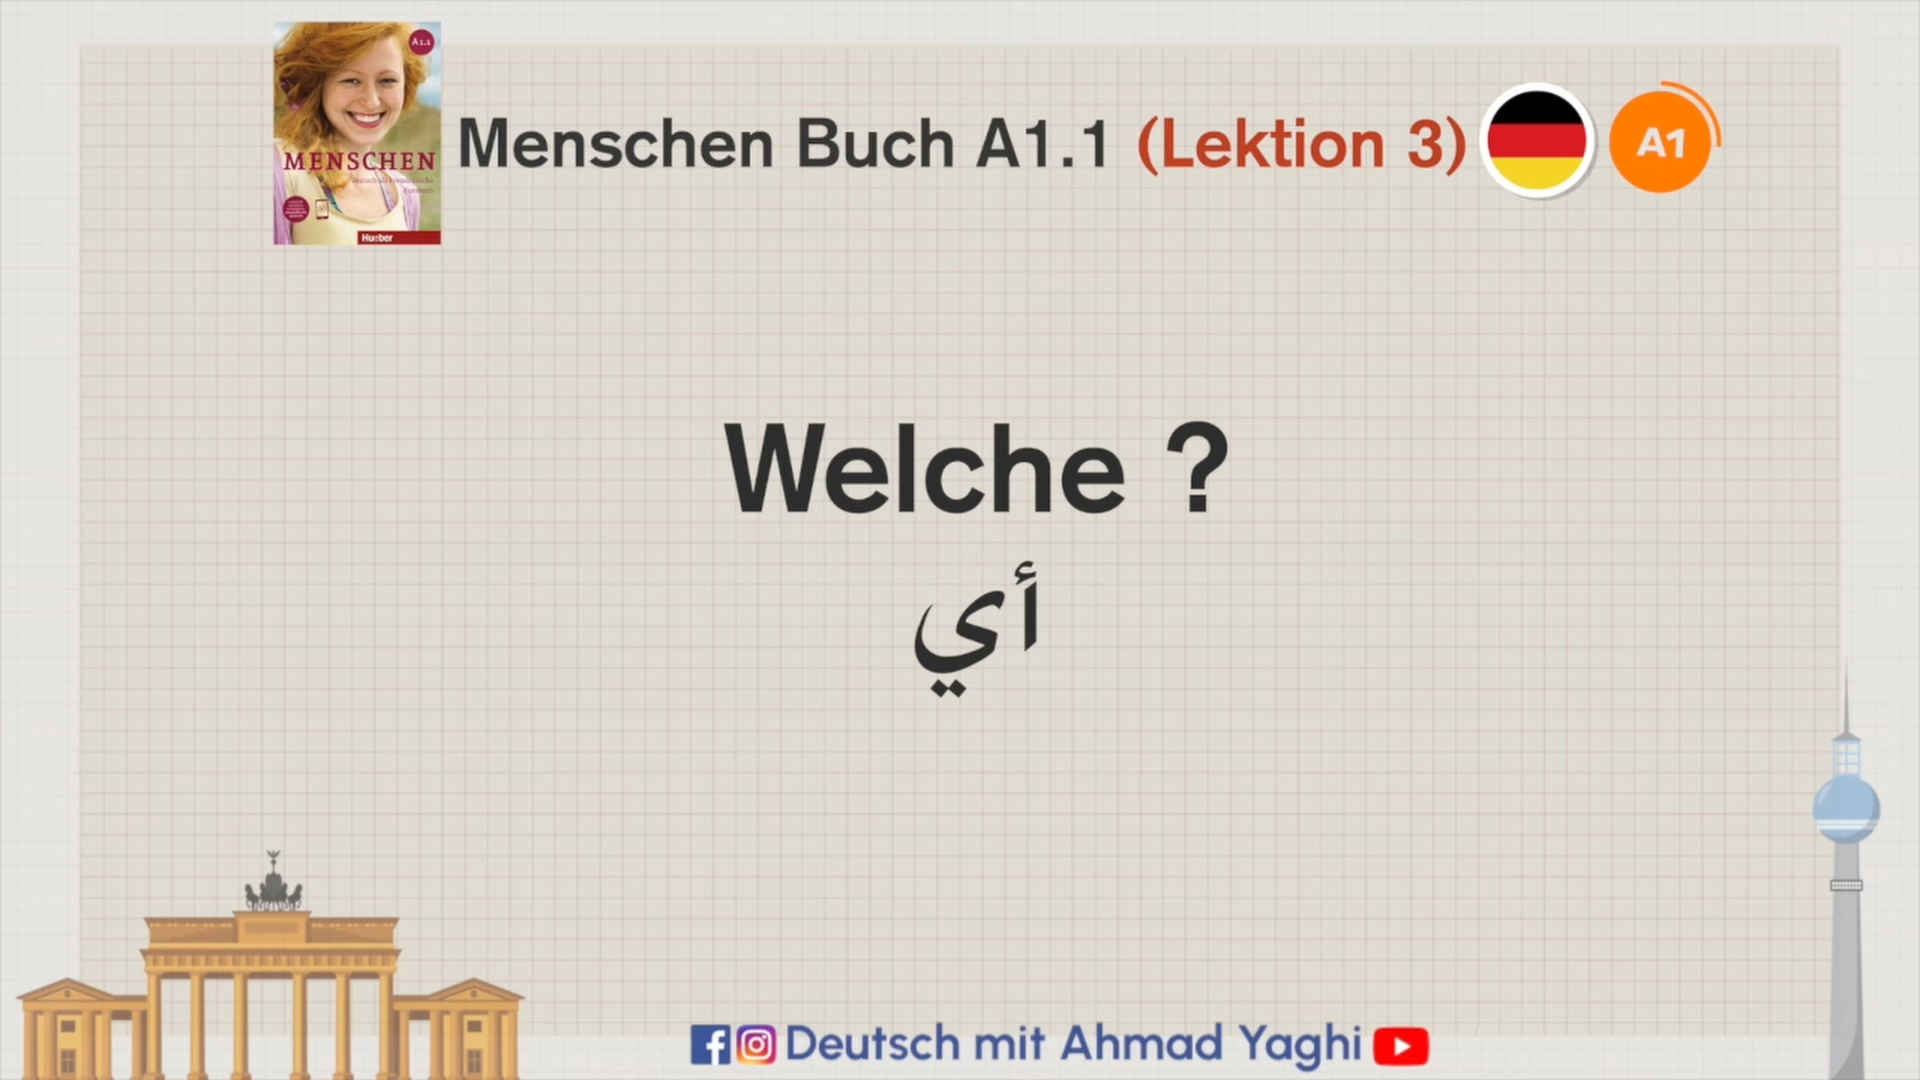 A1.1
MENSCHEN
Hueber
Menschen Buch A1.1 (Lektion 3)
A1
Welche ?
أي
Deutsch mit Ahmad Yaghi